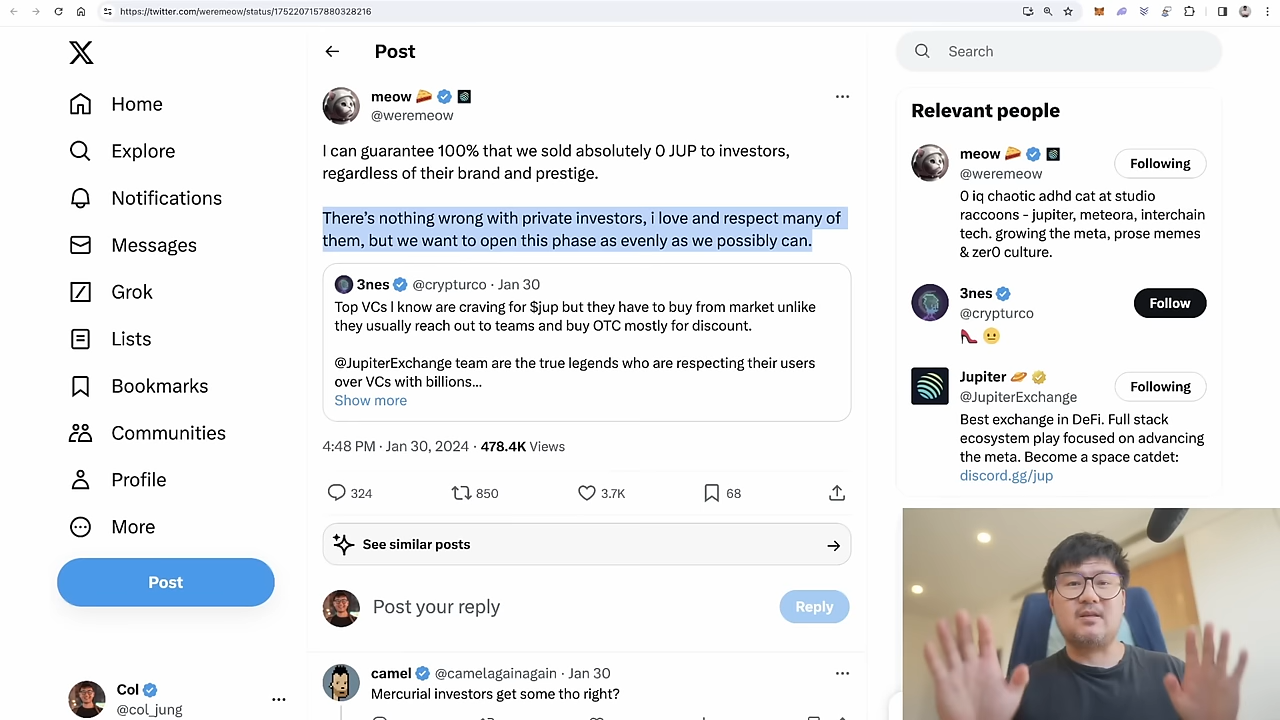 https://twitter.com/weremeow/status/1752207157880328216
Home
Explore
Notifications
Messages
Grok
Lists
Bookmarks
Communities
Profile
More
Post
Col
@col_jung
Post
meow
@weremeow
I can guarantee 100% that we sold absolutely 0 JUP to investors,
regardless of their brand and prestige.
There's nothing wrong with private investors, i love and respect many of
them, but we want to open this phase as evenly as we possibly can.
3nes @crypturco · Jan 30
Top VCs I know are craving for $jup but they have to buy from market unlike
they usually reach out to teams and buy OTC mostly for discount.
@JupiterExchange team are the true legends who are respecting their users
over VCs with billions...
Show more
4:48 PM · Jan 30, 2024 · 478.4K Views
324 850 3.7K 68
See similar posts
Post your reply
Reply
camel @camelagainagain · Jan 30
Mercurial investors get some tho right?
Search
Relevant people
meow
Following
@weremeow
0 iq chaotic adhd cat at studio
raccoons - jupiter, meteora, interchain
tech. growing the meta, prose memes
& zer0 culture.
3nes
Follow
@crypturco
Jupiter
Following
@JupiterExchange
Best exchange in DeFi. Full stack
ecosystem play focused on advancing
the meta. Become a space catdet:
discord.gg/jup